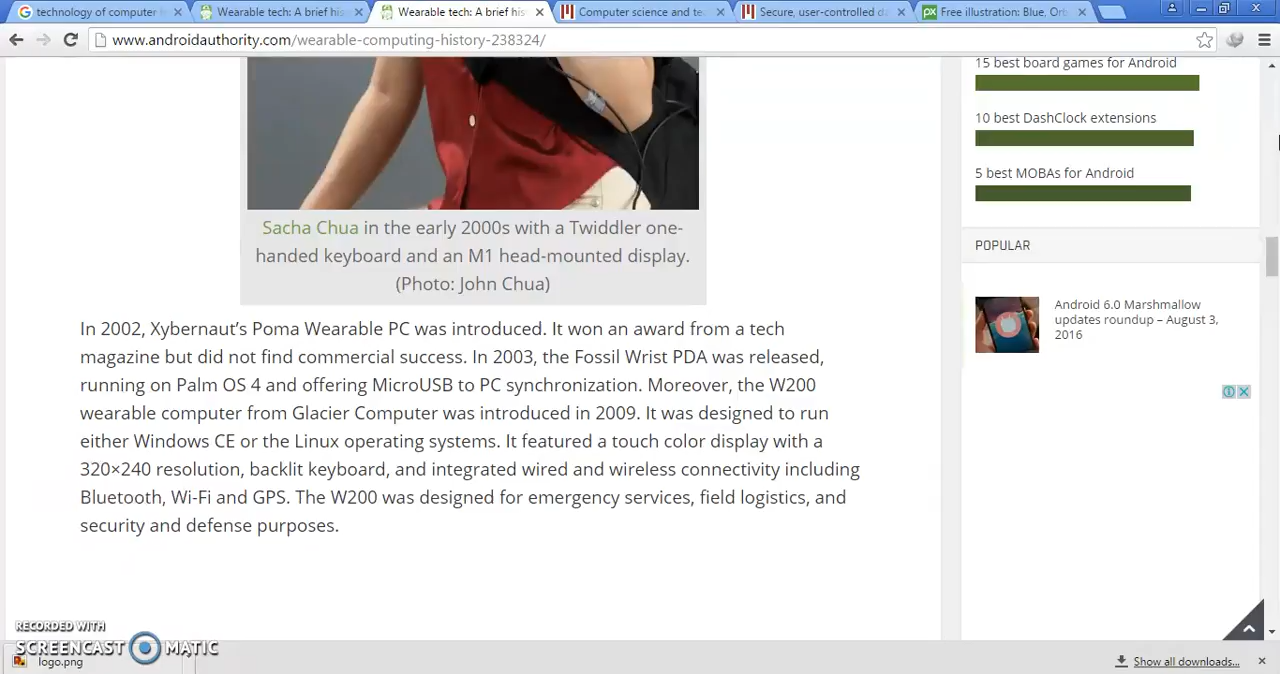 technology of computer
Wearable tech: A brief his
Wearable tech: A brief his
Computer science and te
Secure, user-controlled da
Free illustration: Blue, Orb
www.androidauthority.com/wearable-computing-history-238324/
15 best board games for Android
10 best DashClock extensions
5 best MOBAs for Android
POPULAR
Android 6.0 Marshmallow
updates roundup – August 3,
2016
Sacha Chua in the early 2000s with a Twiddler one-
handed keyboard and an M1 head-mounted display.
(Photo: John Chua)
In 2002, Xybernaut’s Poma Wearable PC was introduced. It won an award from a tech
magazine but did not find commercial success. In 2003, the Fossil Wrist PDA was released,
running on Palm OS 4 and offering MicroUSB to PC synchronization. Moreover, the W200
wearable computer from Glacier Computer was introduced in 2009. It was designed to run
either Windows CE or the Linux operating systems. It featured a touch color display with a
320×240 resolution, backlit keyboard, and integrated wired and wireless connectivity including
Bluetooth, Wi-Fi and GPS. The W200 was designed for emergency services, field logistics, and
security and defense purposes.
RECORDED WITH
SCREENCAST MATIC
logo.png
Show all downloads...